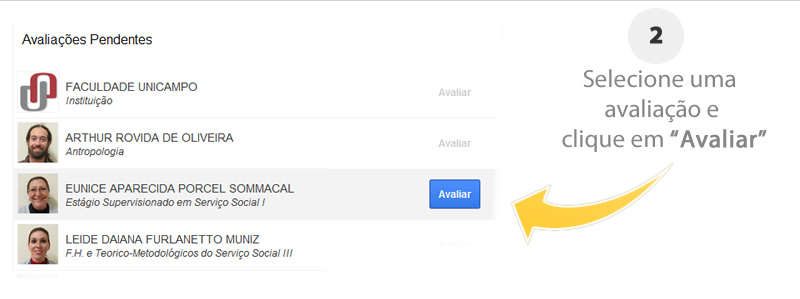 Avaliações Pendentes
FACULDADE UNICAMPO
Instituição
Avaliar
ARTHUR ROVIDA DE OLIVEIRA
Antropologia
Avaliar
EUNICE APARECIDA PORCEL SOMMACAL
Estágio Supervisionado em Serviço Social I
Avaliar
LEIDE DAIANA FURLANETTO MUNIZ
F.H. e Teorico-Metodológicos do Serviço Social III
Avaliar
2
Selecione uma
avaliação e
clique em “Avaliar”